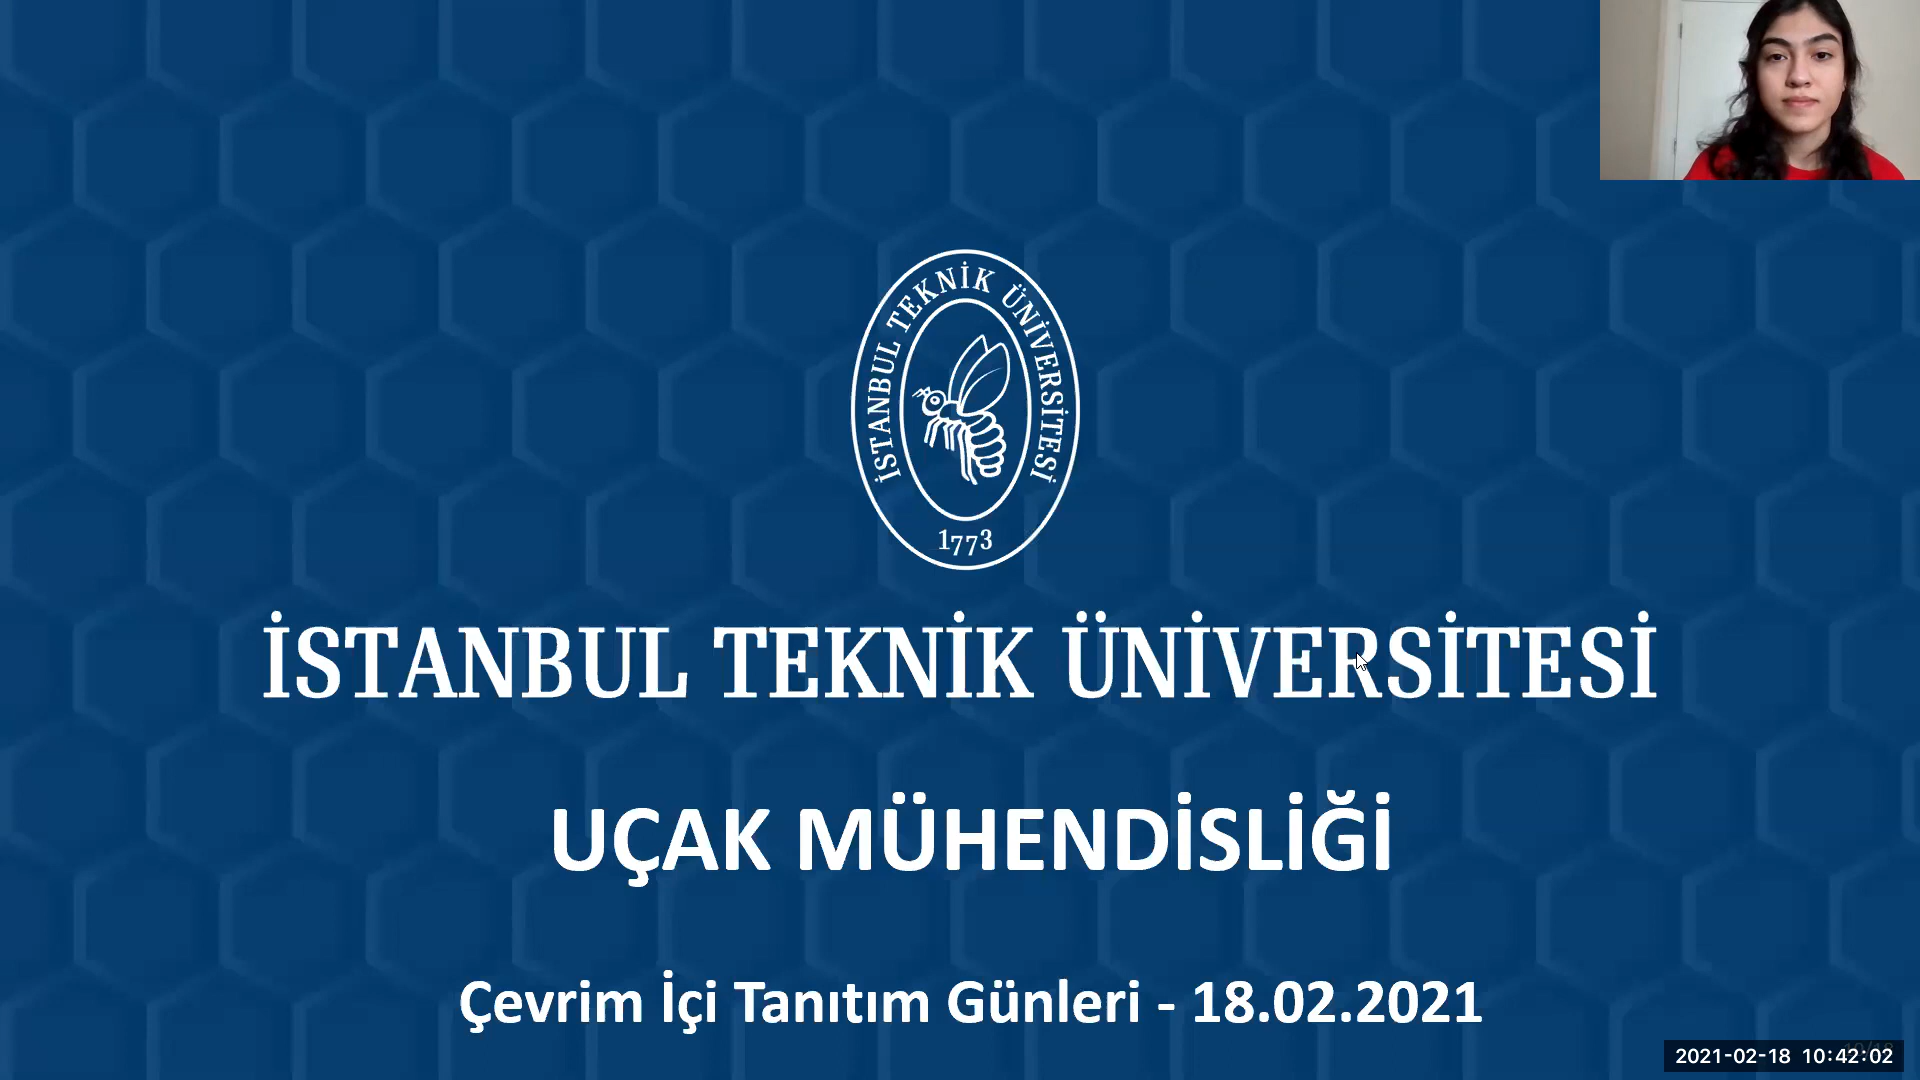 İSTANBUL TEKNİK ÜNİVERSİTESİ
1773
İSTANBUL TEKNİK ÜNİVERSİTESİ
UÇAK MÜHENDİSLİĞİ
Çevrim İçi Tanıtım Günleri - 18.02.2021
2021-02-18 10:42:02